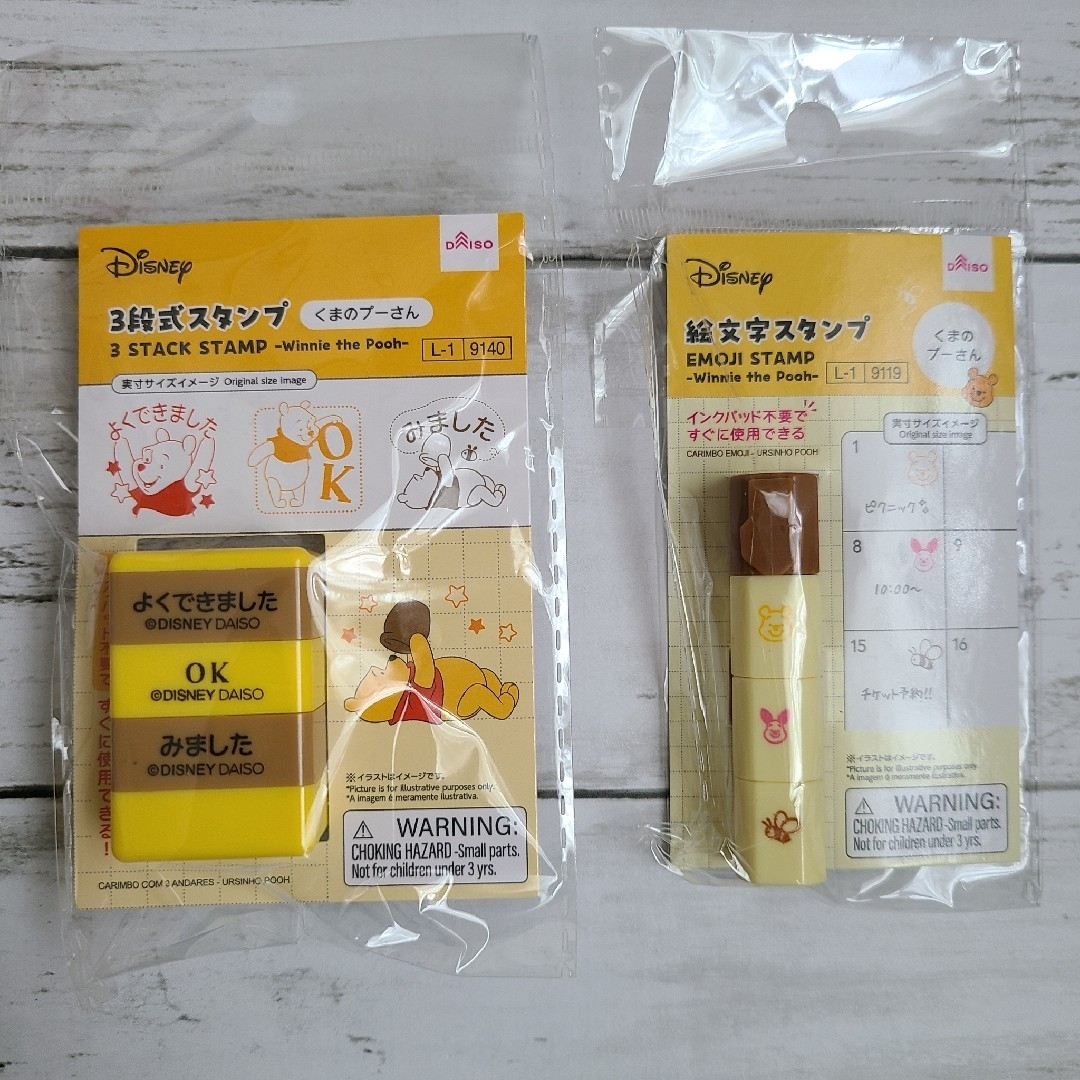 Disney
DAISO
3段式スタンプ
くまのプーさん
3 STACK STAMP -Winnie the Pooh-
L-1 9140
実寸サイズイメージ Original size image
よくできました
OK
みました
よくできました
©DISNEY DAISO
OK
©DISNEY DAISO
みました
©DISNEY DAISO
すぐに使用できる!
※イラストはイメージです。
*Picture is for illustrative purposes only.
*A imagem é meramente ilustrativa.
WARNING:
CHOKING HAZARD-Small parts.
Not for children under 3 yrs.
CARIMBO COM 3 ANDARES - URSINHO POOH
Disney
DAISO
絵文字スタンプ
くまの
プーさん
EMOJI STAMP
-Winnie the Pooh-
L-1 9119
インクパッド不要で
すぐに使用できる
CARIMBO EMOJI - URSINHO POOH
実寸サイズイメージ
Original size image
1
ピクニック
8
9
10:00~
15
16
チケット予約!!
※イラストはイメージです。
*Picture is for illustrative purposes only.
*A imagem é meramente ilustrativa.
WARNING:
CHOKING HAZARD-Small parts.
Not for children under 3 yrs.